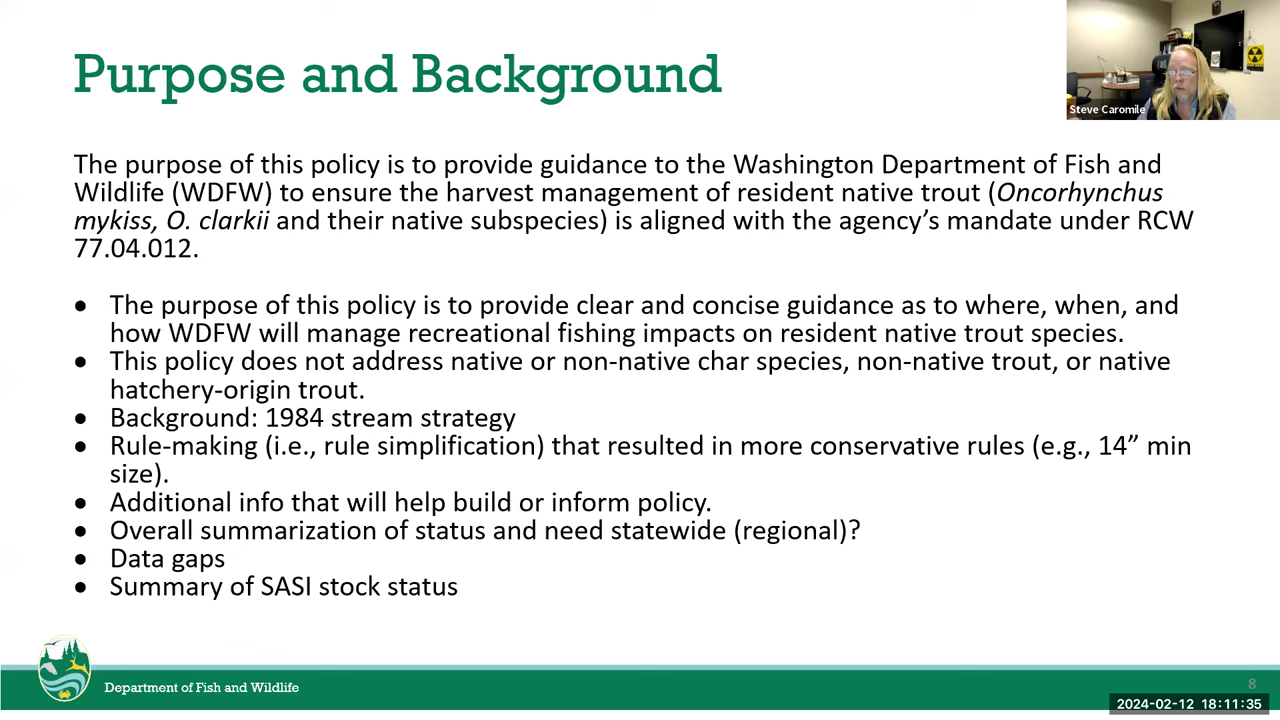 Purpose and Background
Steve Caromile
The purpose of this policy is to provide guidance to the Washington Department of Fish and
Wildlife (WDFW) to ensure the harvest management of resident native trout (Oncorhynchus
mykiss, O. clarkii and their native subspecies) is aligned with the agency’s mandate under RCW
77.04.012.
• The purpose of this policy is to provide clear and concise guidance as to where, when, and
how WDFW will manage recreational fishing impacts on resident native trout species.
• This policy does not address native or non-native char species, non-native trout, or native
hatchery-origin trout.
• Background: 1984 stream strategy
• Rule-making (i.e., rule simplification) that resulted in more conservative rules (e.g., 14” min
size).
• Additional info that will help build or inform policy.
• Overall summarization of status and need statewide (regional)?
• Data gaps
• Summary of SASI stock status
Department of Fish and Wildlife
8
2024-02-12 18:11:35